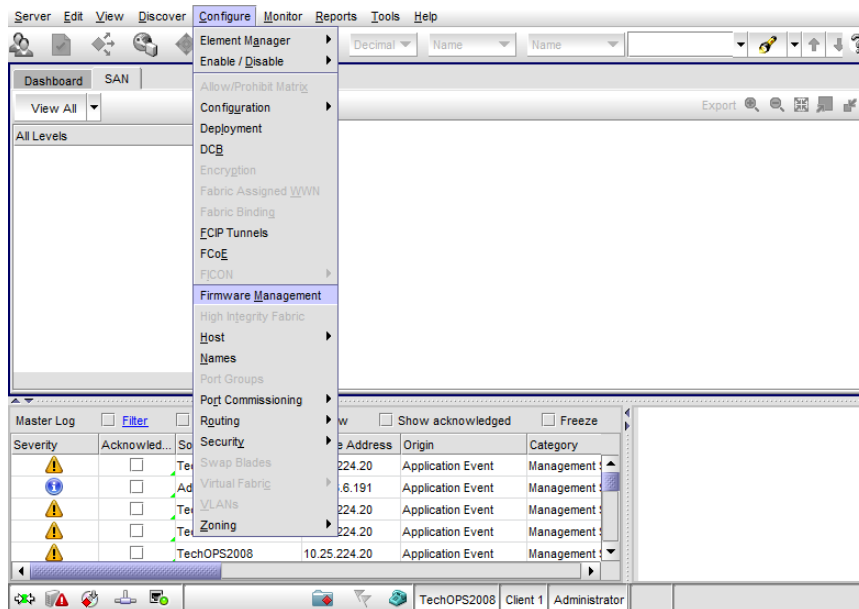 Server Edit View Discover Configure Monitor Reports Tools Help
Decimal Name Name
Dashboard SAN
View All Export
All Levels
Element Manager
Enable / Disable
Allow/Prohibit Matrix
Configuration
Deployment
DCB
Encryption
Fabric Assigned WWN
Fabric Binding
FCIP Tunnels
FCoE
FICON
Firmware Management
High Integrity Fabric
Host
Names
Port Groups
Port Commissioning
Routing
Security
Swap Blades
Virtual Fabric
VLANs
Zoning
Master Log Filter Show acknowledged Freeze
Severity Acknowled... Address Origin Category
224.20 Application Event Management
.6.191 Application Event Management
224.20 Application Event Management
224.20 Application Event Management
TechOPS2008 10.25.224.20 Application Event Management
TechOPS2008 Client 1 Administrator